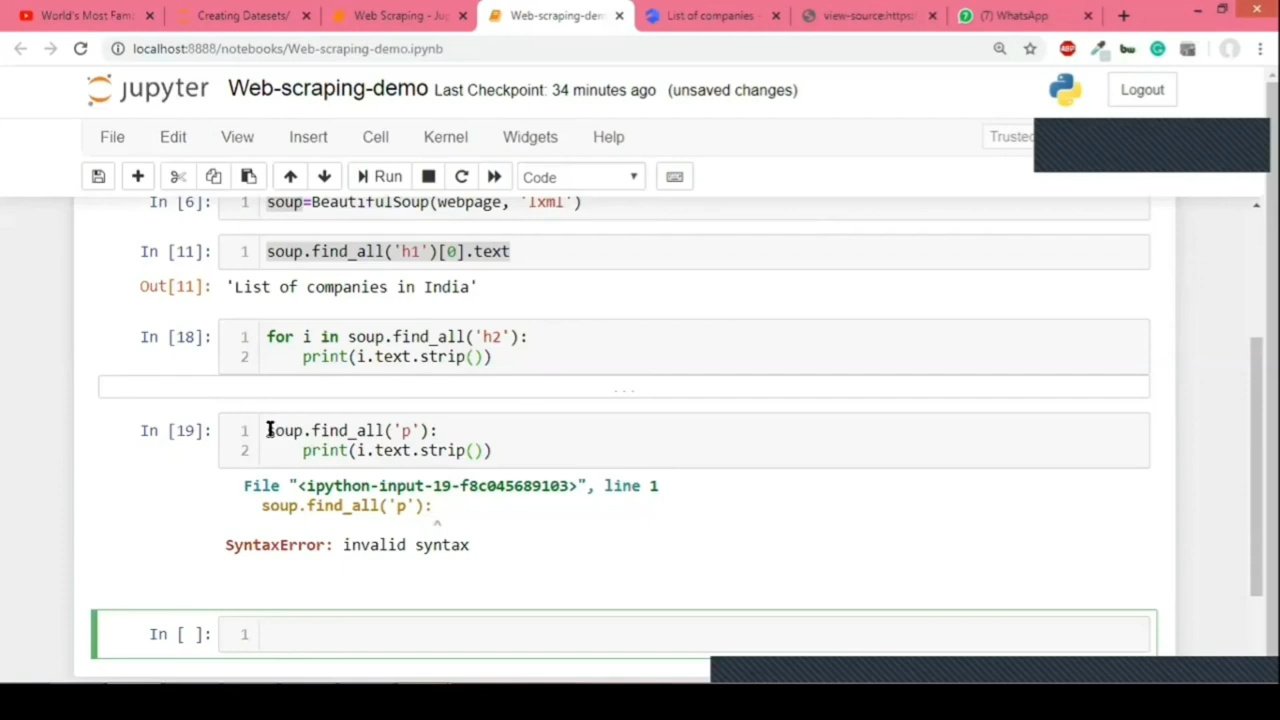 World's Most Fam
Creating Datesets/
Web Scraping - Jup
Web-scraping-dem
List of companies -
view-source:https:/
(7) WhatsApp
localhost:8888/notebooks/Web-scraping-demo.ipynb
ABP
jupyter Web-scraping-demo Last Checkpoint: 34 minutes ago (unsaved changes)
Logout
File Edit View Insert Cell Kernel Widgets Help
Trusted
Run
Code
In [6]: 1 soup=BeautifulSoup(webpage, 'lxml')
In [11]: 1 soup.find_all('h1')[0].text
Out[11]: 'List of companies in India'
In [18]: 1 for i in soup.find_all('h2'):
2 print(i.text.strip())
...
In [19]: 1 soup.find_all('p'):
2 print(i.text.strip())
File "<ipython-input-19-f8c045689103>", line 1
soup.find_all('p'):
^
SyntaxError: invalid syntax
In [ ]: 1